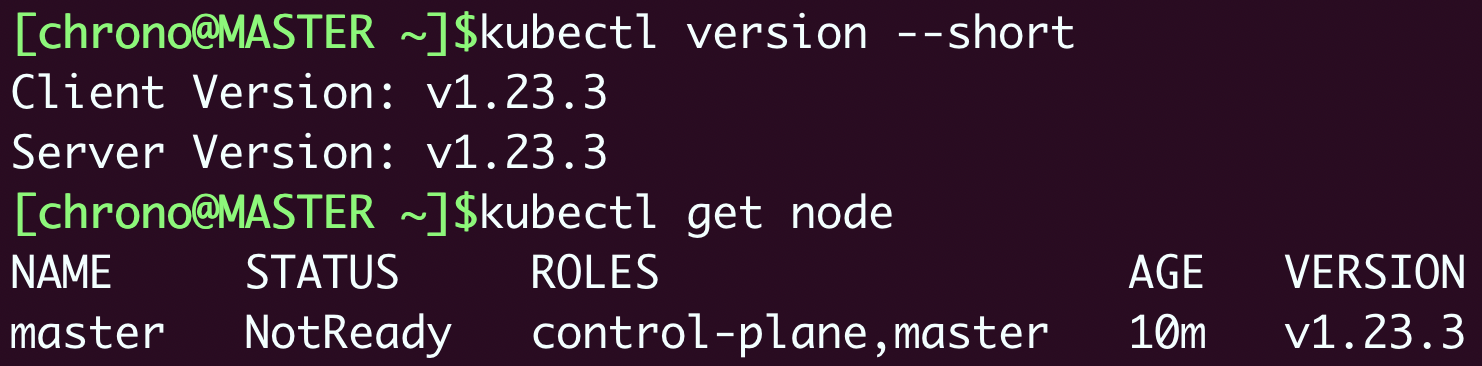 [chrono@MASTER ~]$kubectl version --short
Client Version: v1.23.3
Server Version: v1.23.3
[chrono@MASTER ~]$kubectl get node
NAME     STATUS     ROLES                  AGE   VERSION
master   NotReady   control-plane,master   10m   v1.23.3